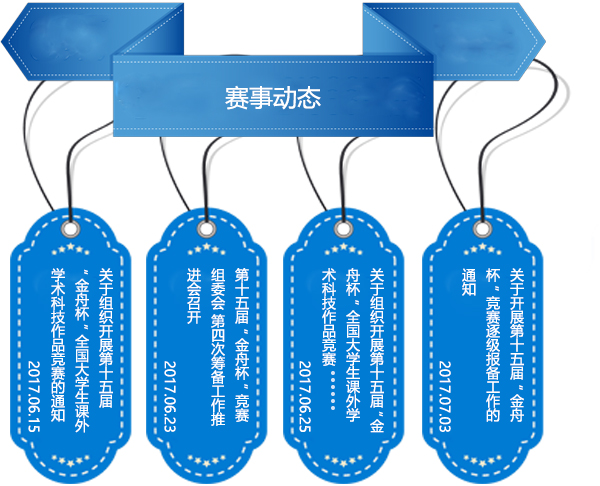 赛事动态
关于组织开展第十五届
“金舟杯”全国大学生课外
学术科技作品竞赛的通知
2017.06.15
第十五届“金舟杯”竞赛
组委会 第四次筹备工作推
进会召开
2017.06.23
关于组织开展第十五届“金
舟杯”全国大学生课外学
术科技作品竞赛……
2017.06.25
关于开展第十五届“金舟
杯”竞赛逐级报备工作的
通知
2017.07.03